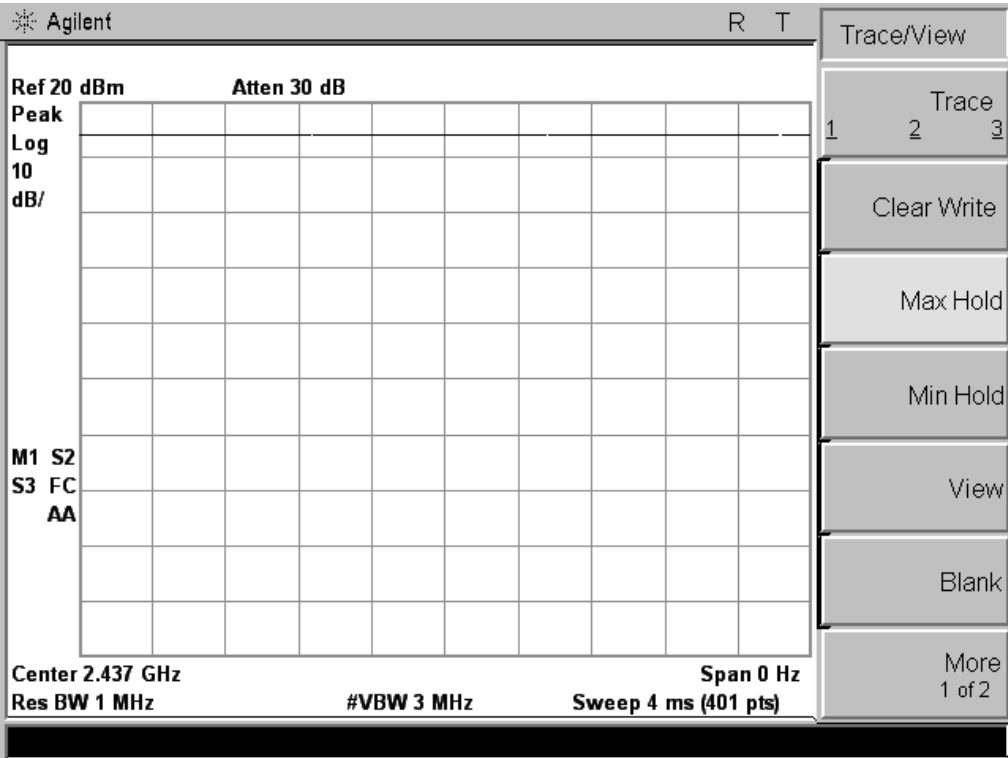 Agilent R T
Trace/View
Ref 20 dBm Atten 30 dB
Peak
Log
10
dB/
M1 S2
S3 FC
AA
Center 2.437 GHz Span 0 Hz
Res BW 1 MHz #VBW 3 MHz Sweep 4 ms (401 pts)
Trace
1 2 3
Clear Write
Max Hold
Min Hold
View
Blank
More
1 of 2